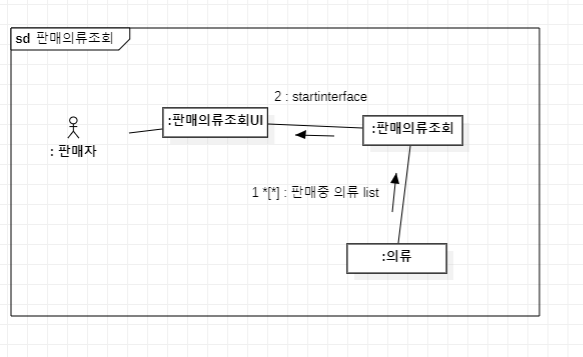 sd 판매의류조회
2 : startinterface
:판매의류조회UI
:판매의류조회
: 판매자
1 *[*] : 판매중 의류 list
:의류